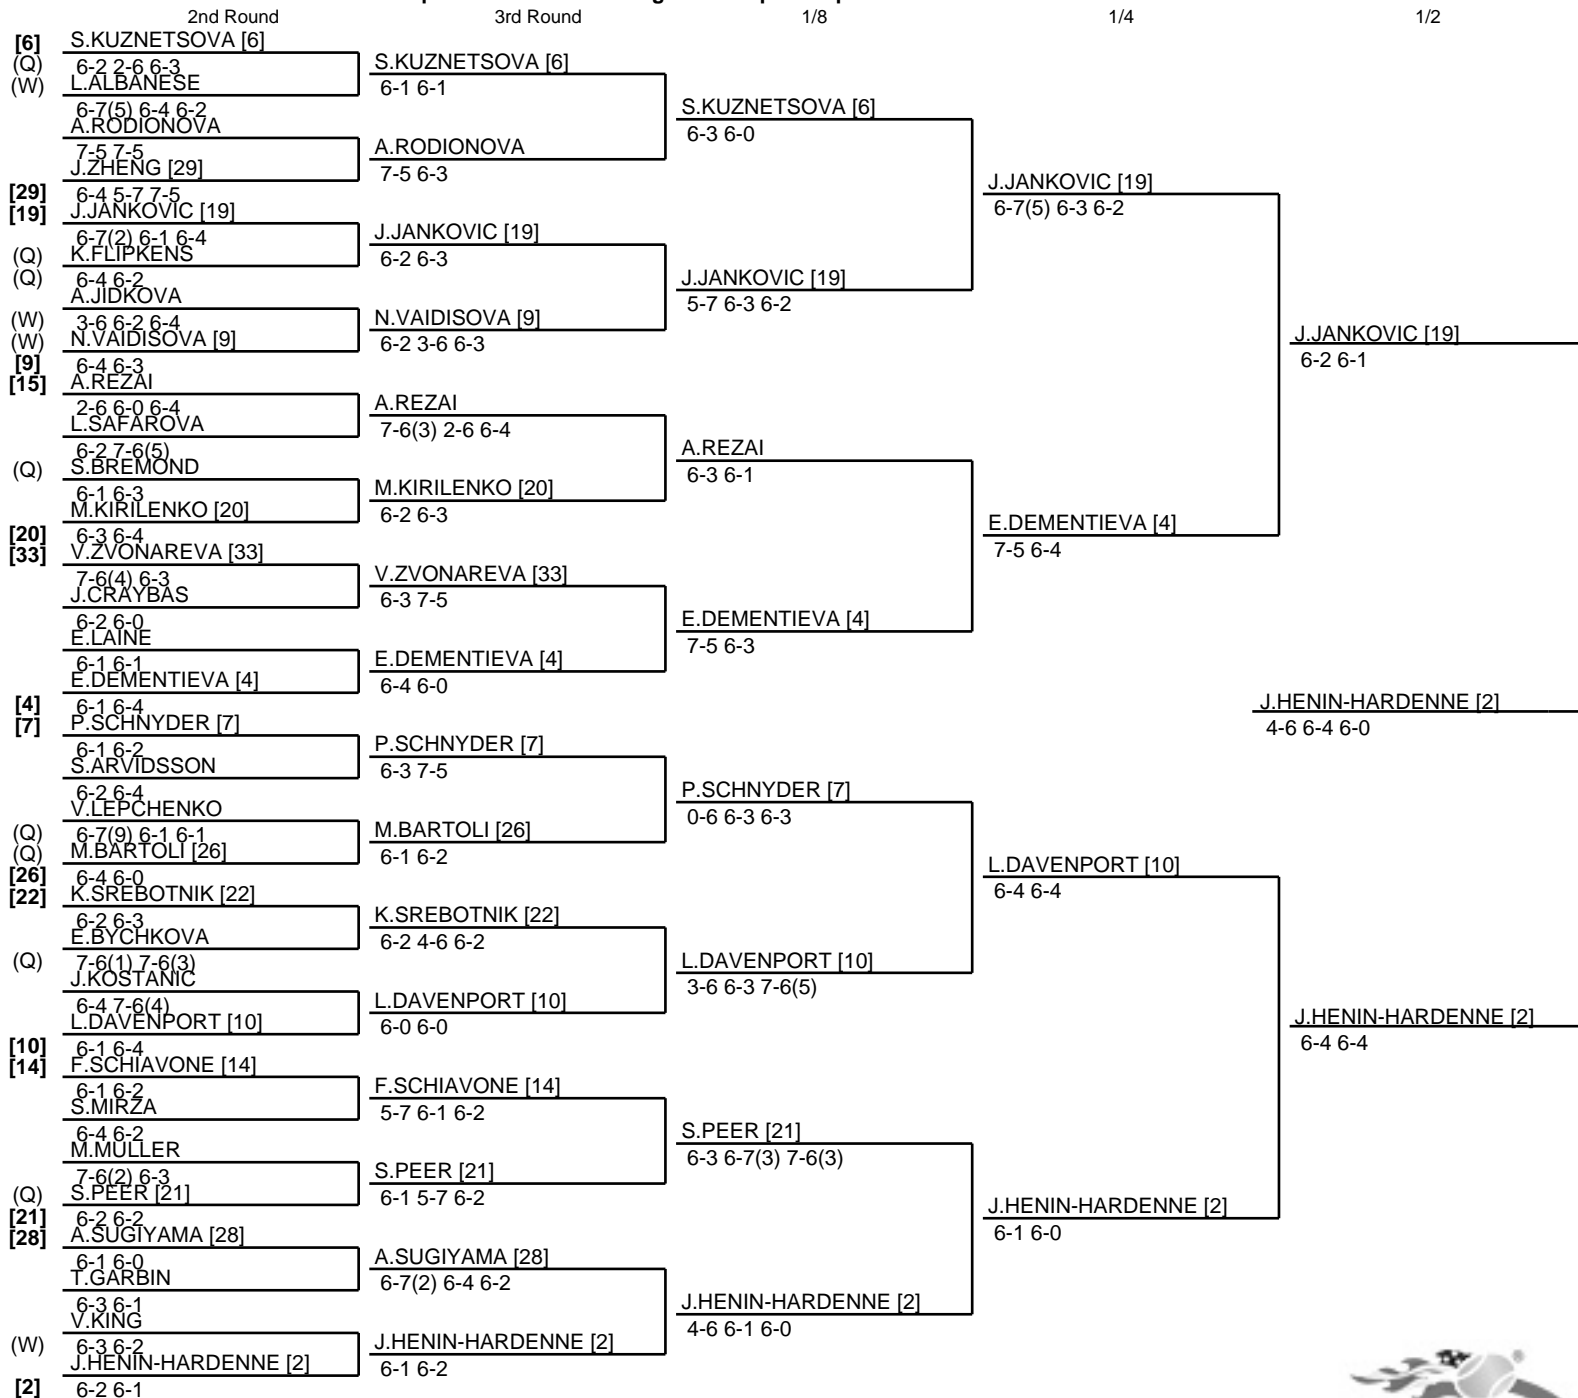 2nd Round 3rd Round 1/8 1/4 1/2
[6] S.KUZNETSOVA [6]
(Q) 6-2 2-6 6-3
(W) L.ALBANESE
6-7(5) 6-4 6-2
A.RODIONOVA
7-5 7-5
J.ZHENG [29]
[29] 6-4 5-7 7-5
[19] J.JANKOVIC [19]
6-7(2) 6-1 6-4
(Q) K.FLIPKENS
(Q) 6-4 6-2
A.JIDKOVA
(W) 3-6 6-2 6-4
(W) N.VAIDISOVA [9]
[9] 6-4 6-3
[15] A.REZAI
2-6 6-0 6-4
L.SAFAROVA
6-2 7-6(5)
(Q) S.BREMOND
6-1 6-3
M.KIRILENKO [20]
[20] 6-3 6-4
[33] V.ZVONAREVA [33]
7-6(4) 6-3
J.CRAYBAS
6-2 6-0
E.LAINE
6-1 6-1
E.DEMENTIEVA [4]
[4] 6-1 6-4
[7] P.SCHNYDER [7]
6-1 6-2
S.ARVIDSSON
6-2 6-4
V.LEPCHENKO
(Q) 6-7(9) 6-1 6-1
(Q) M.BARTOLI [26]
[26] 6-4 6-0
[22] K.SREBOTNIK [22]
6-2 6-3
E.BYCHKOVA
(Q) 7-6(1) 7-6(3)
J.KOSTANIC
6-4 7-6(4)
L.DAVENPORT [10]
[10] 6-1 6-4
[14] F.SCHIAVONE [14]
6-1 6-2
S.MIRZA
6-4 6-2
M.MULLER
7-6(2) 6-3
(Q) S.PEER [21]
[21] 6-2 6-2
[28] A.SUGIYAMA [28]
6-1 6-0
T.GARBIN
6-3 6-1
V.KING
(W) 6-3 6-2
J.HENIN-HARDENNE [2]
[2] 6-2 6-1
S.KUZNETSOVA [6]
6-1 6-1
A.RODIONOVA
7-5 6-3
J.JANKOVIC [19]
6-2 6-3
N.VAIDISOVA [9]
6-2 3-6 6-3
A.REZAI
7-6(3) 2-6 6-4
M.KIRILENKO [20]
6-2 6-3
V.ZVONAREVA [33]
6-3 7-5
E.DEMENTIEVA [4]
6-4 6-0
P.SCHNYDER [7]
6-3 7-5
M.BARTOLI [26]
6-1 6-2
K.SREBOTNIK [22]
6-2 4-6 6-2
L.DAVENPORT [10]
6-0 6-0
F.SCHIAVONE [14]
5-7 6-1 6-2
S.PEER [21]
6-1 5-7 6-2
A.SUGIYAMA [28]
6-7(2) 6-4 6-2
J.HENIN-HARDENNE [2]
6-1 6-2
S.KUZNETSOVA [6]
6-3 6-0
J.JANKOVIC [19]
5-7 6-3 6-2
A.REZAI
6-3 6-1
E.DEMENTIEVA [4]
7-5 6-3
P.SCHNYDER [7]
0-6 6-3 6-3
L.DAVENPORT [10]
3-6 6-3 7-6(5)
S.PEER [21]
6-3 6-7(3) 7-6(3)
J.HENIN-HARDENNE [2]
4-6 6-1 6-0
J.JANKOVIC [19]
6-7(5) 6-3 6-2
E.DEMENTIEVA [4]
7-5 6-4
L.DAVENPORT [10]
6-4 6-4
J.HENIN-HARDENNE [2]
6-1 6-0
J.JANKOVIC [19]
6-2 6-1
J.HENIN-HARDENNE [2]
4-6 6-4 6-0
J.HENIN-HARDENNE [2]
6-4 6-4